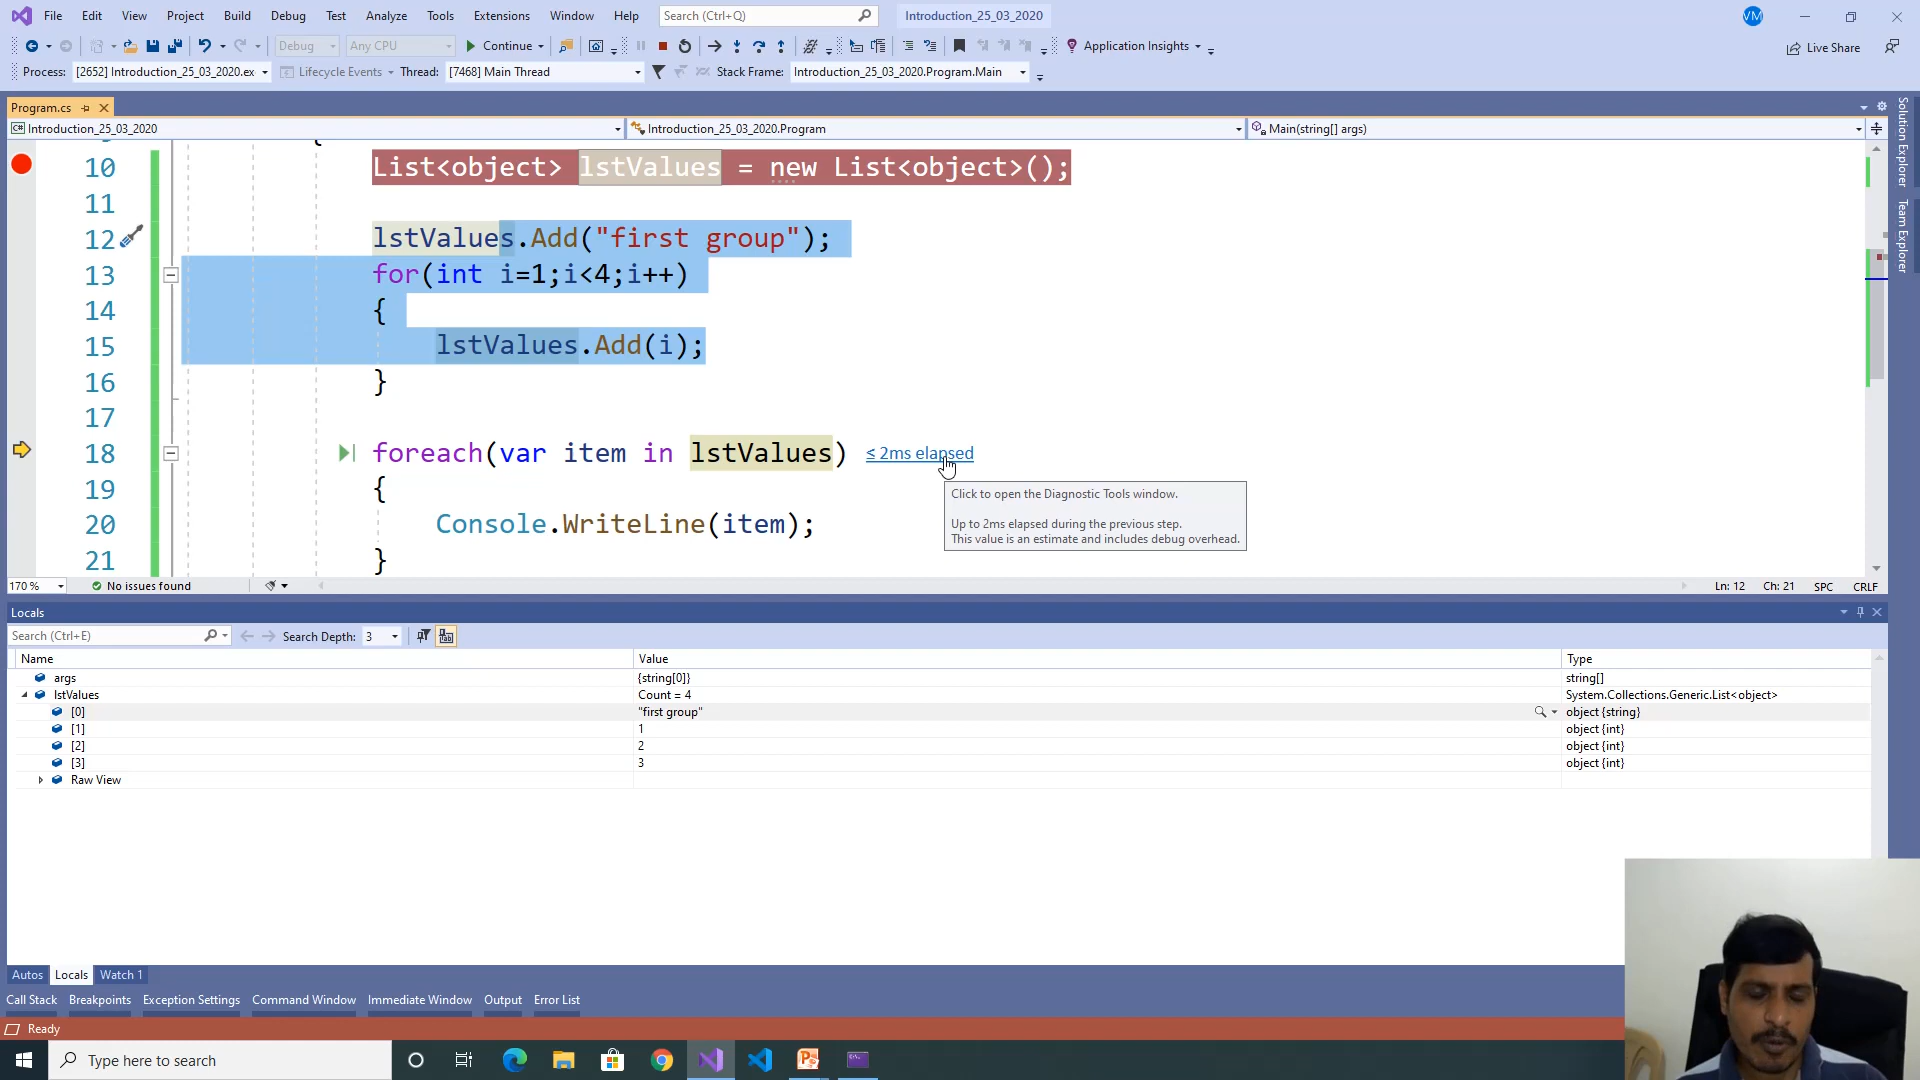 File Edit View Project Build Debug Test Analyze Tools Extensions Window Help Search (Ctrl+Q) Introduction_25_03_2020 VM
Debug Any CPU Continue Application Insights Live Share
Process: [2652] Introduction_25_03_2020.ex Lifecycle Events Thread: [7468] Main Thread Stack Frame: Introduction_25_03_2020.Program.Main
Program.cs
Introduction_25_03_2020 Introduction_25_03_2020.Program Main(string[] args)
Solution Explorer
Team Explorer
10 List<object> lstValues = new List<object>();
11
12 lstValues.Add("first group");
13 for(int i=1;i<4;i++)
14 {
15 lstValues.Add(i);
16 }
17
18 foreach(var item in lstValues) ≤ 2ms elapsed
19 {
Click to open the Diagnostic Tools window.
Up to 2ms elapsed during the previous step.
This value is an estimate and includes debug overhead.
20 Console.WriteLine(item);
21 }
170 % No issues found Ln: 12 Ch: 21 SPC CRLF
Locals
Search (Ctrl+E) Search Depth: 3
Name Value Type
args {string[0]} string[]
lstValues Count = 4 System.Collections.Generic.List<object>
[0] "first group" object {string}
[1] 1 object {int}
[2] 2 object {int}
[3] 3 object {int}
Raw View
Autos Locals Watch 1
Call Stack Breakpoints Exception Settings Command Window Immediate Window Output Error List
Ready
Type here to search